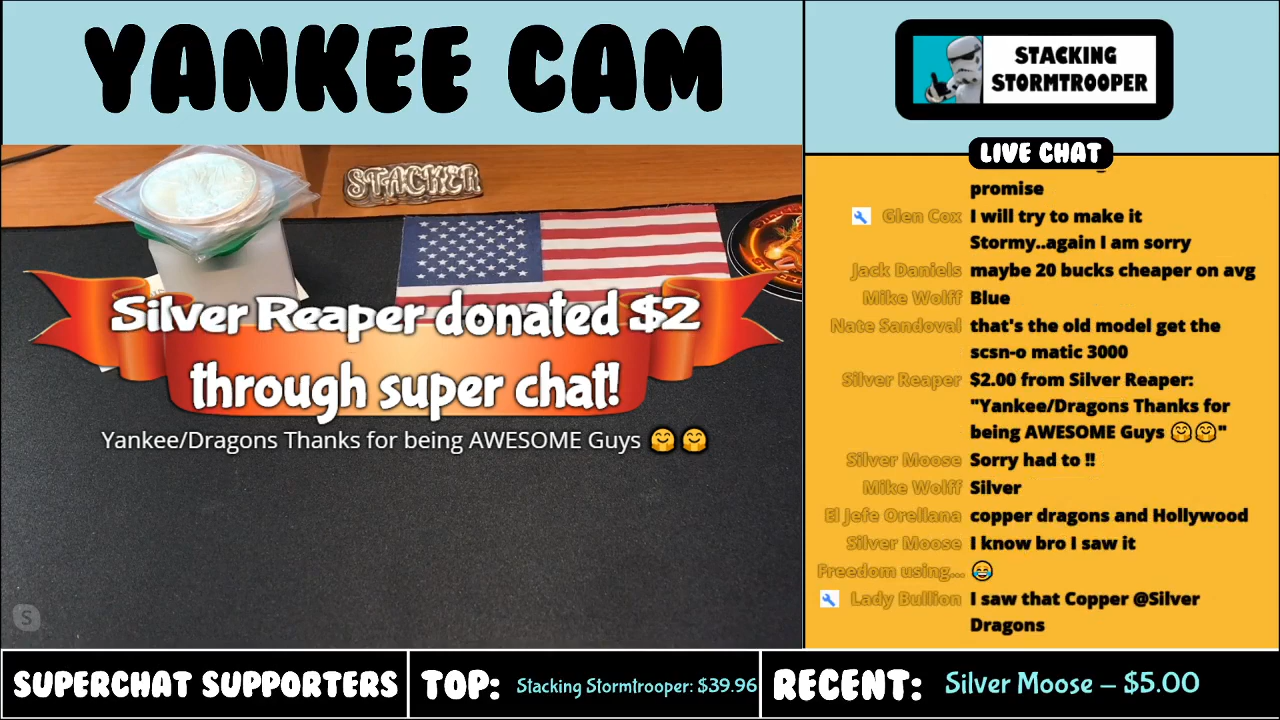 YANKEE CAM
STACKING
STORMTROOPER
LIVE CHAT
STACKER
Silver Reaper donated $2
through super chat!
Yankee/Dragons Thanks for being AWESOME Guys 🤗 🤗
promise
Glen Cox I will try to make it
Stormy..again I am sorry
Jack Daniels maybe 20 bucks cheaper on avg
Mike Wolff Blue
Nate Sandoval that's the old model get the
scsn-o matic 3000
Silver Reaper $2.00 from Silver Reaper:
"Yankee/Dragons Thanks for
being AWESOME Guys 🤗🤗"
Silver Moose Sorry had to !!
Mike Wolff Silver
El Jefe Orellana copper dragons and Hollywood
Silver Moose I know bro I saw it
Freedom using... 😂
Lady Bullion I saw that Copper @Silver
Dragons
S
SUPERCHAT SUPPORTERS TOP: Stacking Stormtrooper: $39.96 RECENT: Silver Moose – $5.00